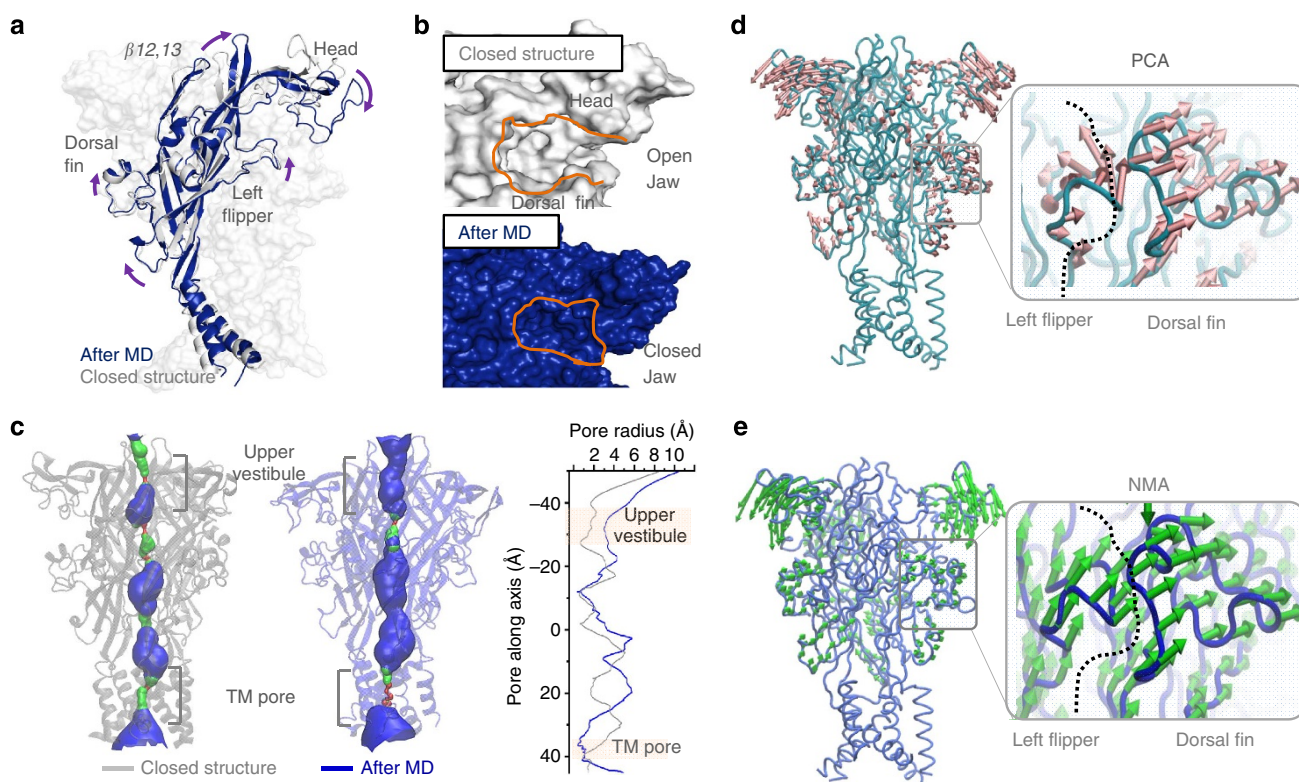 a
β12,13
Head
Dorsal
fin
Left
flipper
After MD
Closed structure
b
Closed structure
Head
Open
Jaw
Dorsal fin
After MD
Closed
Jaw
c
Upper
vestibule
TM pore
Closed structure
After MD
Pore radius (Å)
2 4 6 8 10
Pore along axis (Å)
−40
−20
0
20
40
Upper
vestibule
TM pore
d
PCA
Left flipper
Dorsal fin
e
NMA
Left flipper
Dorsal fin